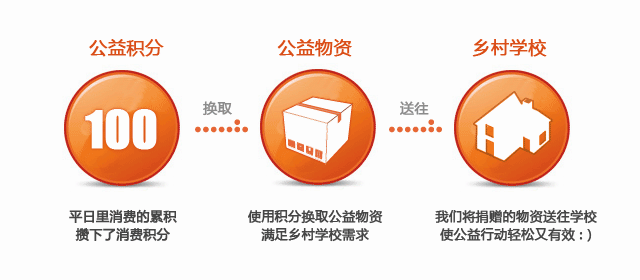 公益积分
公益物资
乡村学校
100
换取
送往
平日里消费的累积
攒下了消费积分
使用积分换取公益物资
满足乡村学校需求
我们将捐赠的物资送往学校
使公益行动轻松又有效：）